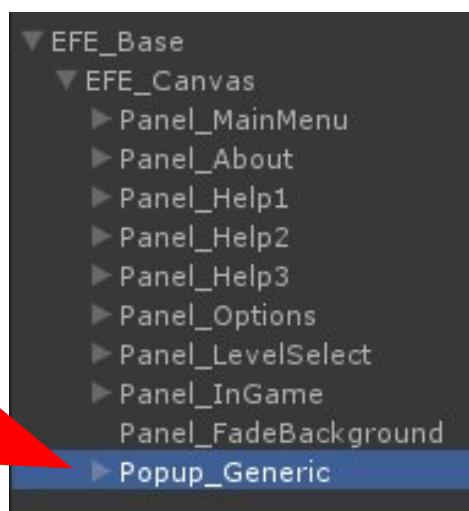 EFE_Base
EFE_Canvas
Panel_MainMenu
Panel_About
Panel_Help1
Panel_Help2
Panel_Help3
Panel_Options
Panel_LevelSelect
Panel_InGame
Panel_FadeBackground
Popup_Generic